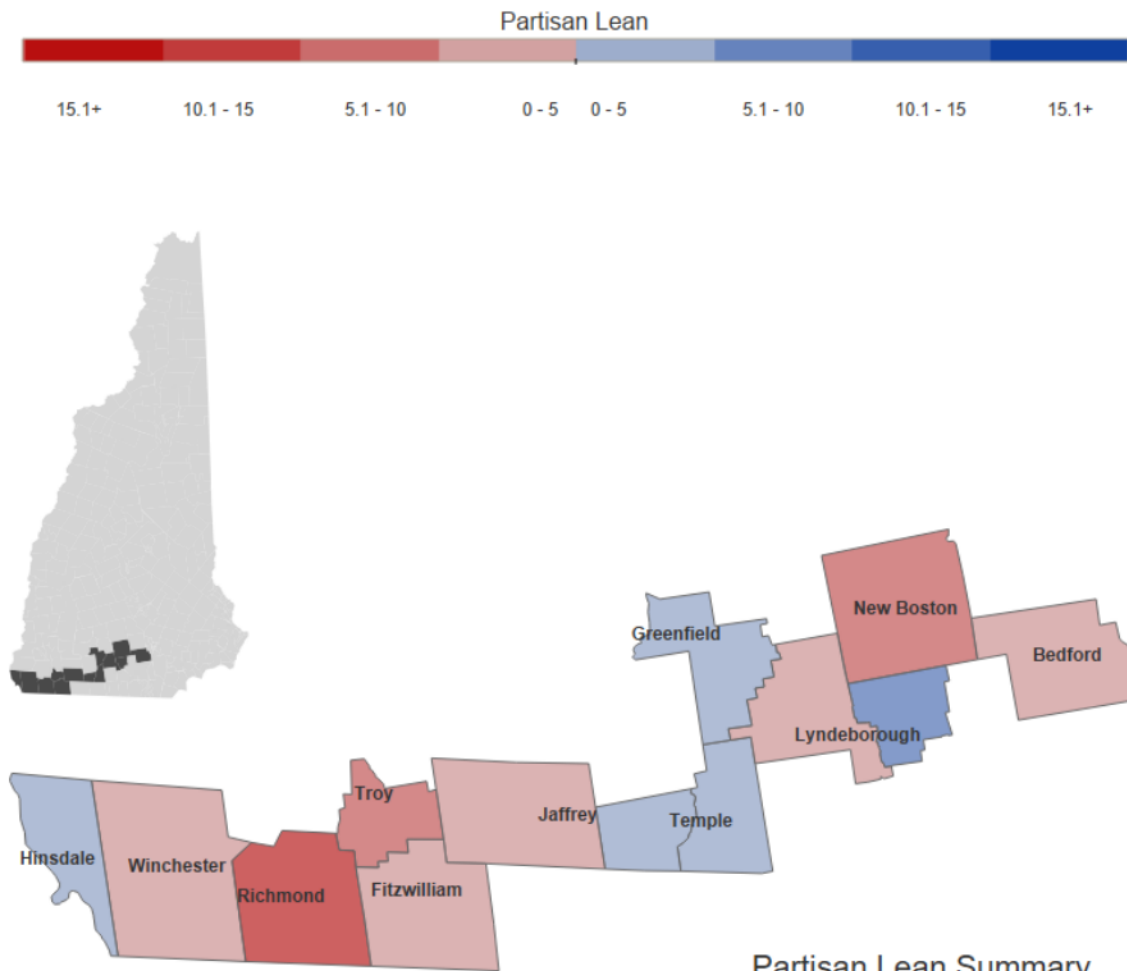 Partisan Lean
15.1+ 10.1 - 15 5.1 - 10 0 - 5 0 - 5 5.1 - 10 10.1 - 15 15.1+
New Boston
Greenfield
Bedford
Lyndeborough
Troy
Jaffrey
Temple
Hinsdale
Winchester
Fitzwilliam
Richmond
Partisan Lean Summary